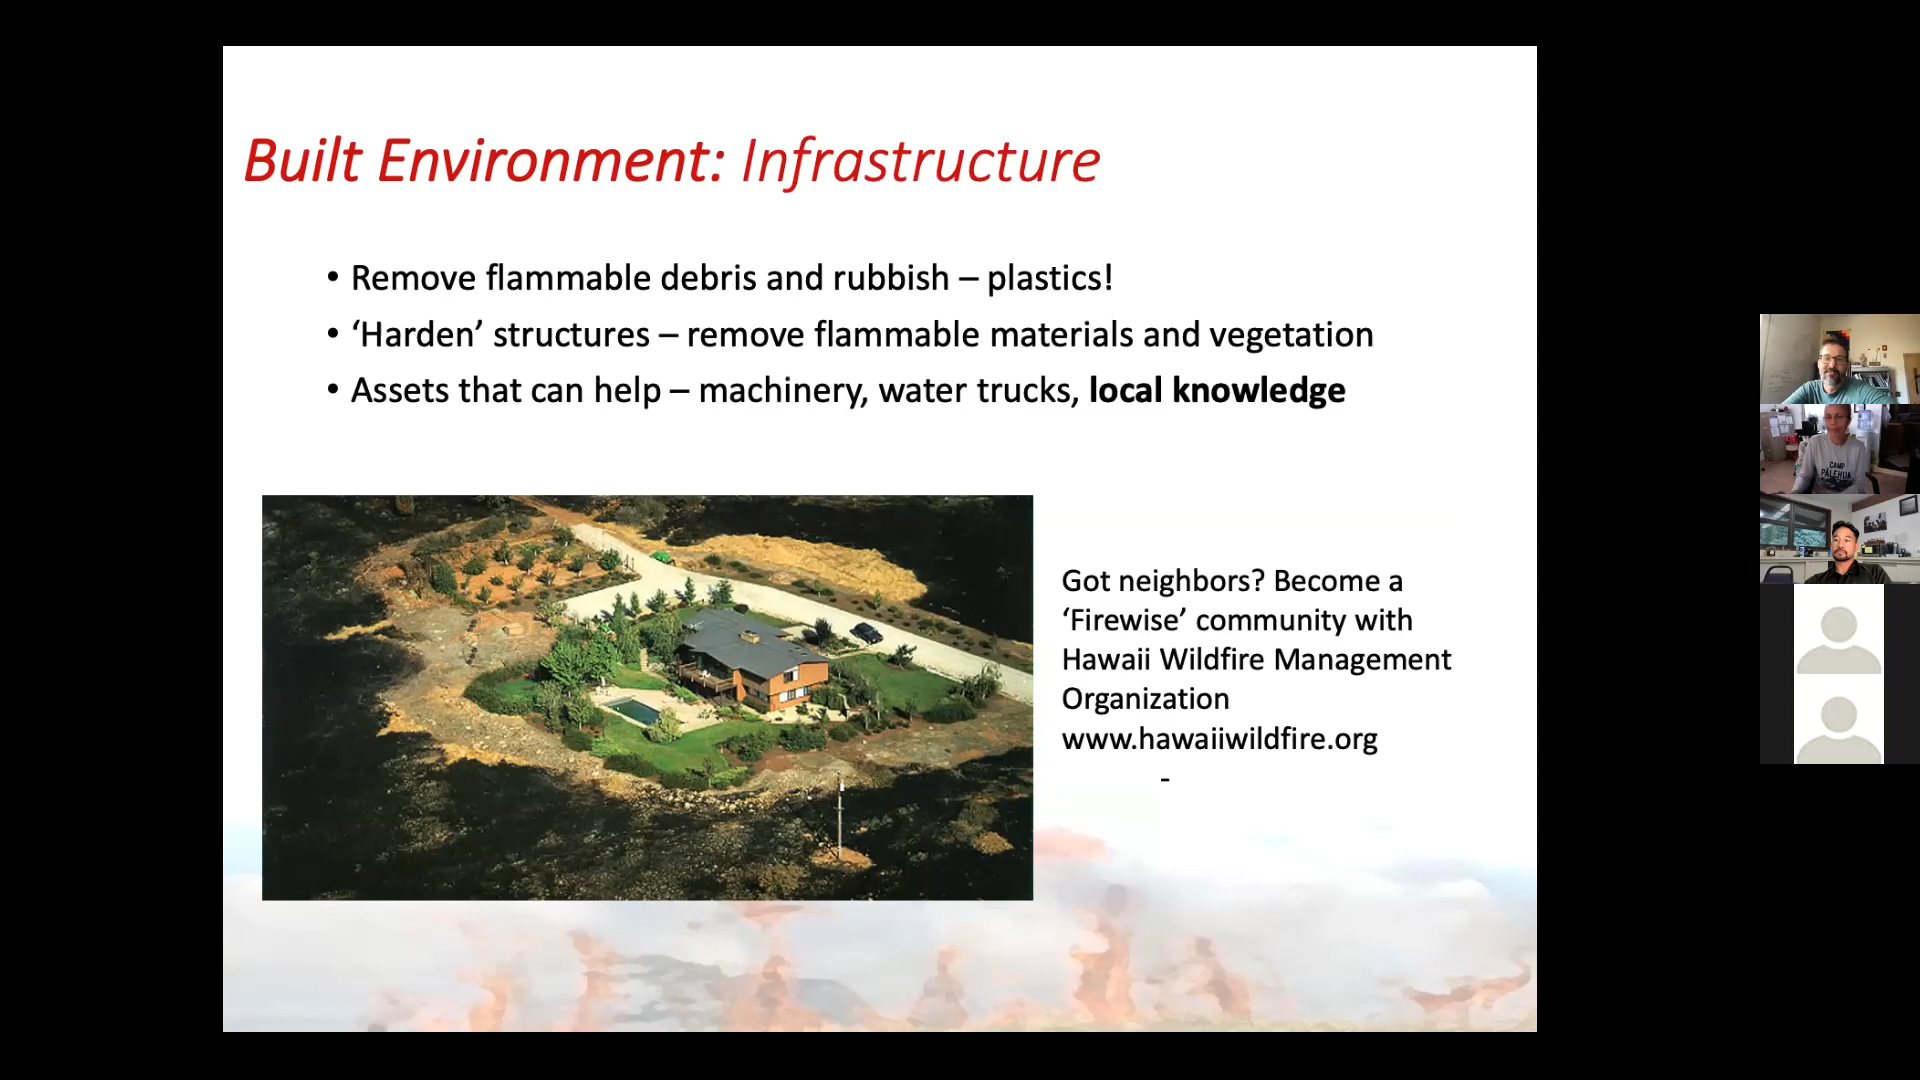 Built Environment: Infrastructure
• Remove flammable debris and rubbish – plastics!
• ‘Harden’ structures – remove flammable materials and vegetation
• Assets that can help – machinery, water trucks, local knowledge
Got neighbors? Become a
‘Firewise’ community with
Hawaii Wildfire Management
Organization
www.hawaiiwildfire.org
-
CAMP
PĀLEHUA